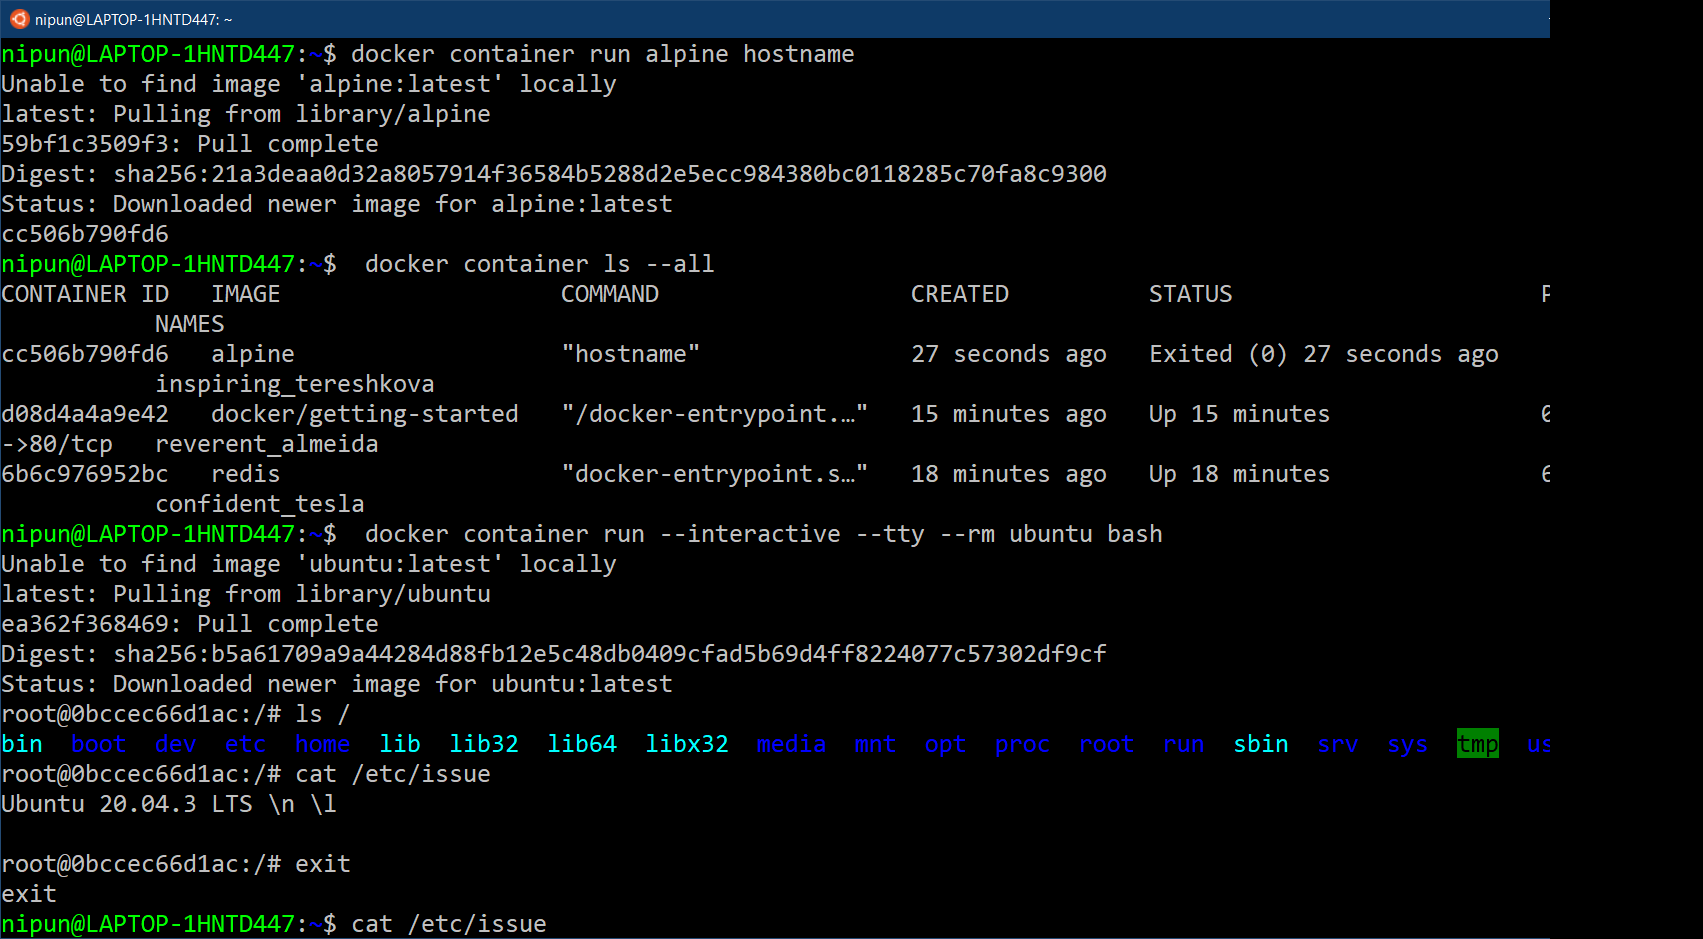 nipun@LAPTOP-1HNTD447: ~
nipun@LAPTOP-1HNTD447:~$ docker container run alpine hostname
Unable to find image 'alpine:latest' locally
latest: Pulling from library/alpine
59bf1c3509f3: Pull complete
Digest: sha256:21a3deaa0d32a8057914f36584b5288d2e5ecc984380bc0118285c70fa8c9300
Status: Downloaded newer image for alpine:latest
cc506b790fd6
nipun@LAPTOP-1HNTD447:~$  docker container ls --all
CONTAINER ID   IMAGE                    COMMAND                  CREATED          STATUS                      P
           NAMES
cc506b790fd6   alpine                   "hostname"               27 seconds ago   Exited (0) 27 seconds ago
           inspiring_tereshkova
d08d4a4a9e42   docker/getting-started   "/docker-entrypoint.…"   15 minutes ago   Up 15 minutes               0
->80/tcp   reverent_almeida
6b6c976952bc   redis                    "docker-entrypoint.s…"   18 minutes ago   Up 18 minutes               6
           confident_tesla
nipun@LAPTOP-1HNTD447:~$  docker container run --interactive --tty --rm ubuntu bash
Unable to find image 'ubuntu:latest' locally
latest: Pulling from library/ubuntu
ea362f368469: Pull complete
Digest: sha256:b5a61709a9a44284d88fb12e5c48db0409cfad5b69d4ff8224077c57302df9cf
Status: Downloaded newer image for ubuntu:latest
root@0bccec66d1ac:/# ls /
bin  boot  dev  etc  home  lib  lib32  lib64  libx32  media  mnt  opt  proc  root  run  sbin  srv  sys  tmp  us
root@0bccec66d1ac:/# cat /etc/issue
Ubuntu 20.04.3 LTS \n \l
root@0bccec66d1ac:/# exit
exit
nipun@LAPTOP-1HNTD447:~$ cat /etc/issue